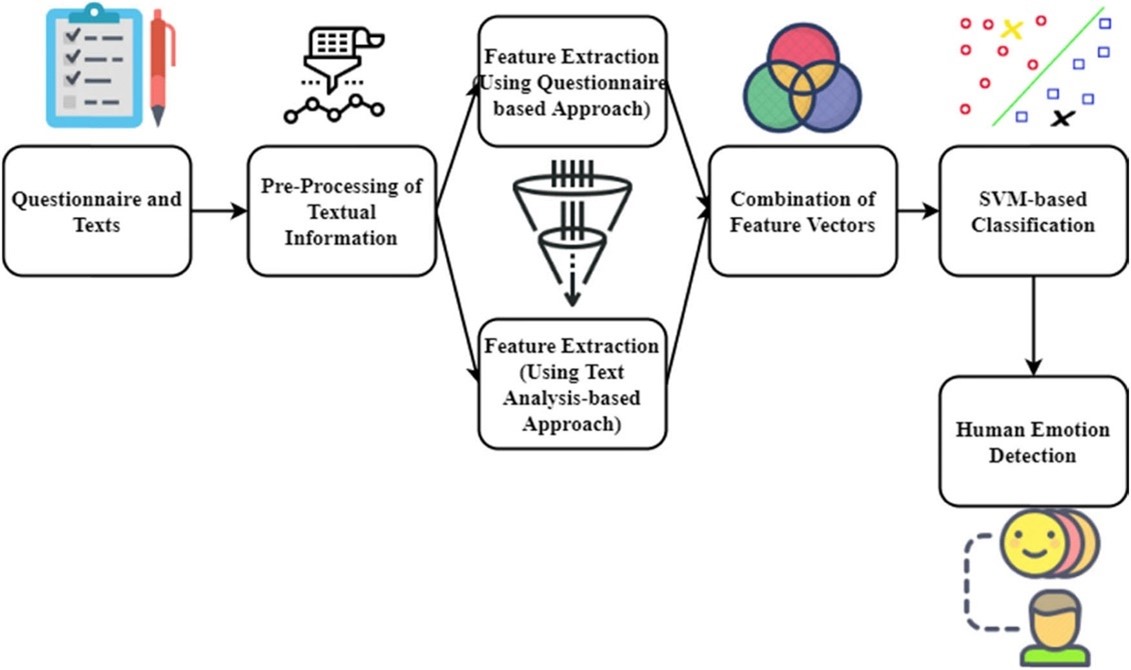 Questionnaire and
Texts
Pre-Processing of
Textual
Information
Feature Extraction
(Using Questionnaire
based Approach)
Feature Extraction
(Using Text
Analysis-based
Approach)
Combination of
Feature Vectors
SVM-based
Classification
Human Emotion
Detection